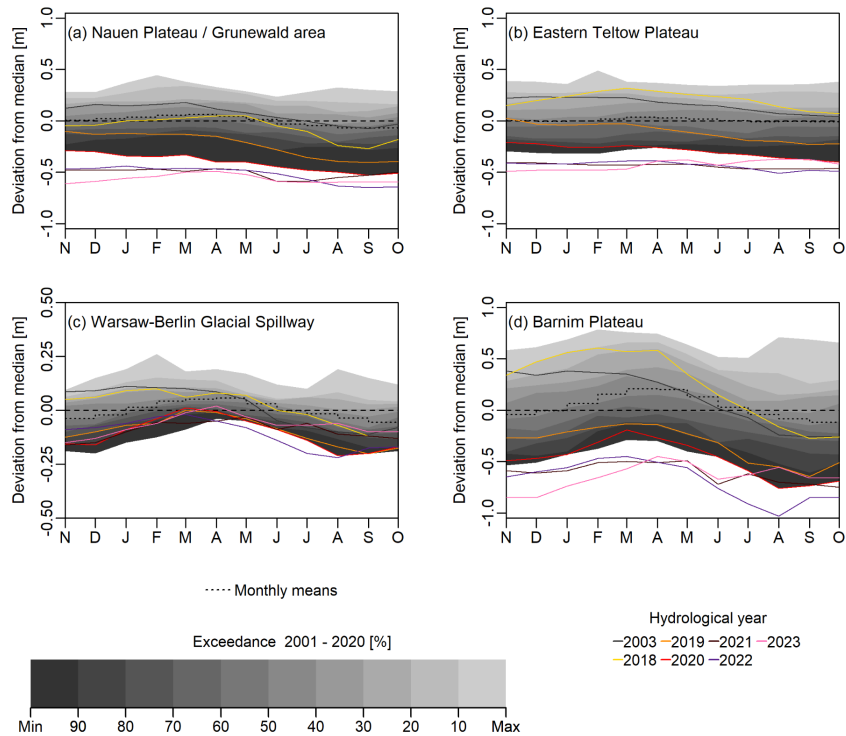 (a) Nauen Plateau / Grunewald area
Deviation from median [m]
1.0
0.5
0.0
-0.5
-1.0
N D J F M A M J J A S O
(b) Eastern Teltow Plateau
Deviation from median [m]
1.0
0.5
0.0
-0.5
-1.0
N D J F M A M J J A S O
(c) Warsaw-Berlin Glacial Spillway
Deviation from median [m]
0.50
0.25
0.00
-0.25
-0.50
N D J F M A M J J A S O
(d) Barnim Plateau
Deviation from median [m]
1.0
0.5
0.0
-0.5
-1.0
N D J F M A M J J A S O
Monthly means
Exceedance 2001 - 2020 [%]
Min 90 80 70 60 50 40 30 20 10 Max
Hydrological year
2003 2019 2021 2023
2018 2020 2022